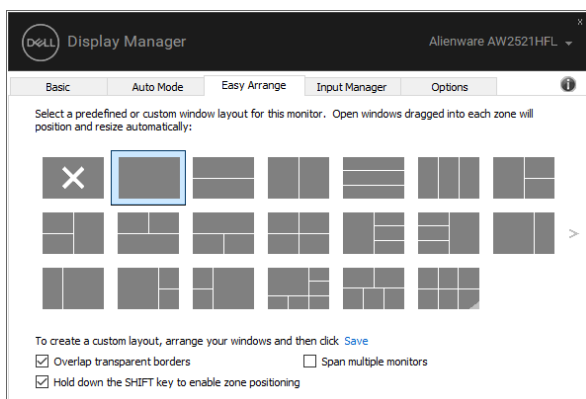 x
DELL Display Manager Alienware AW2521HFL
Basic Auto Mode Easy Arrange Input Manager Options i
Select a predefined or custom window layout for this monitor. Open windows dragged into each zone will
position and resize automatically:
>
To create a custom layout, arrange your windows and then click Save
Overlap transparent borders Span multiple monitors
Hold down the SHIFT key to enable zone positioning